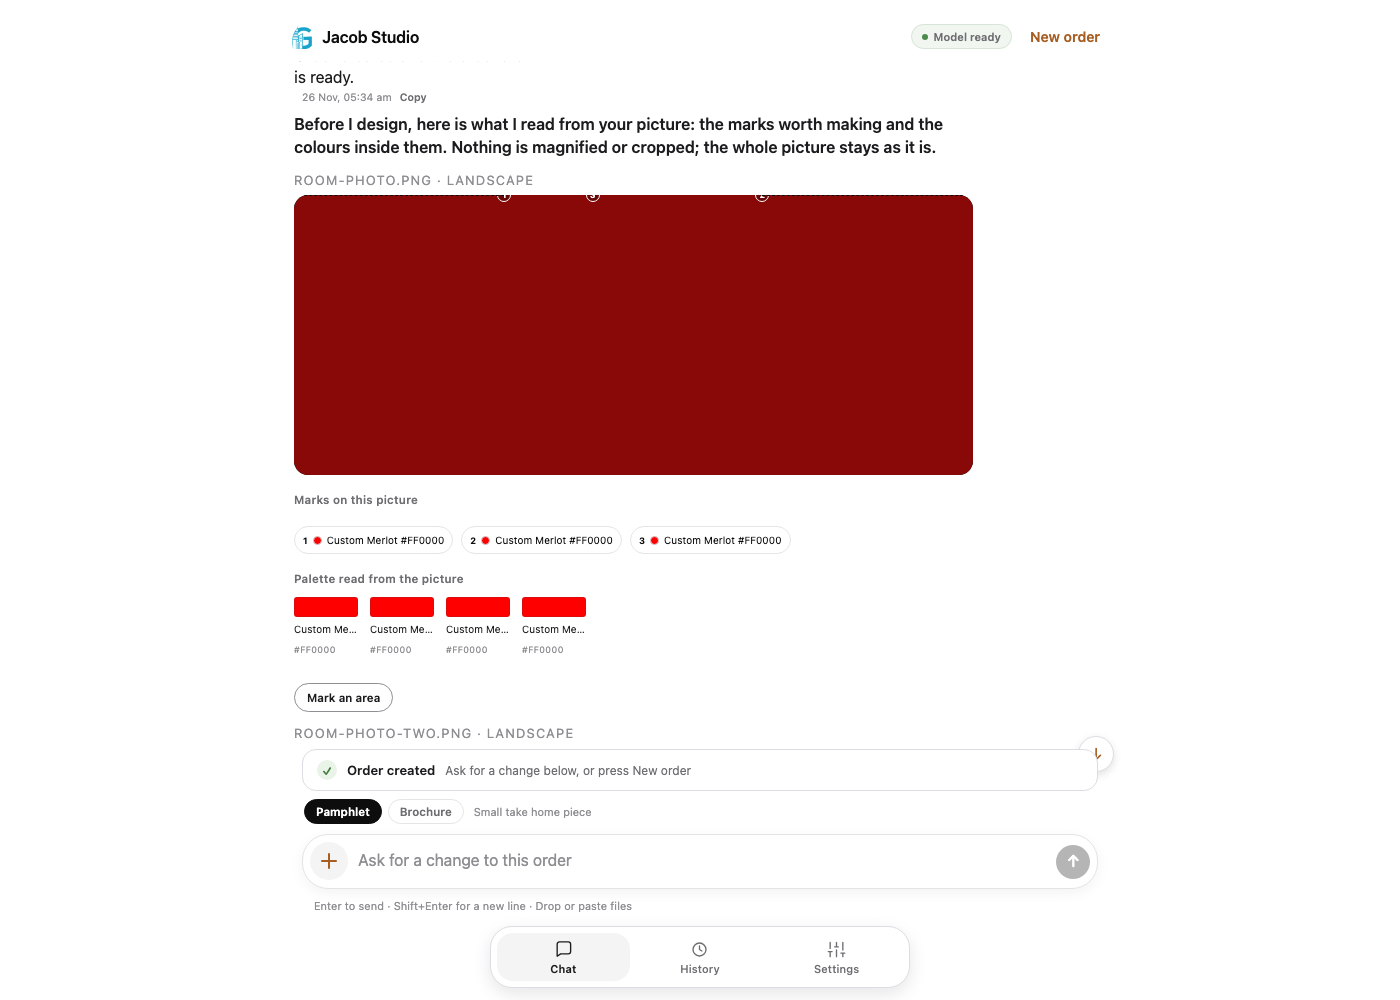 Jacob Studio
Model ready
New order
is ready.
26 Nov, 05:34 am Copy
Before I design, here is what I read from your picture: the marks worth making and the
colours inside them. Nothing is magnified or cropped; the whole picture stays as it is.
ROOM-PHOTO.PNG · LANDSCAPE
Marks on this picture
1 Custom Merlot #FF0000
2 Custom Merlot #FF0000
3 Custom Merlot #FF0000
Palette read from the picture
Custom Me... Custom Me... Custom Me... Custom Me...
#FF0000 #FF0000 #FF0000 #FF0000
Mark an area
ROOM-PHOTO-TWO.PNG · LANDSCAPE
Order created Ask for a change below, or press New order
Pamphlet Brochure Small take home piece
Ask for a change to this order
Enter to send · Shift+Enter for a new line · Drop or paste files
Chat History Settings